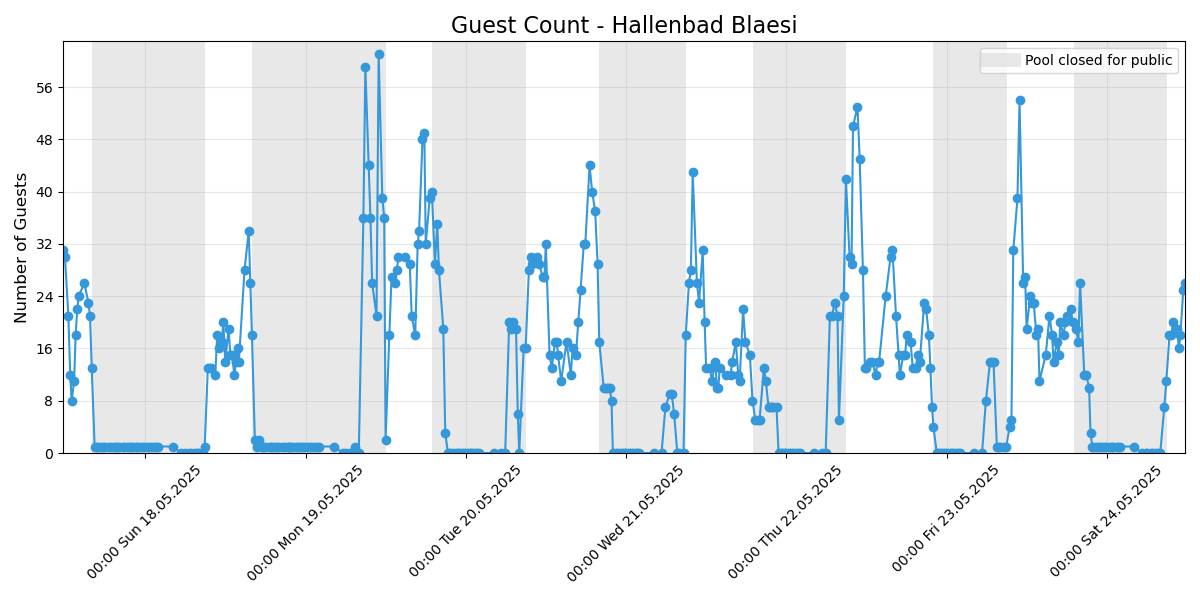 Guest Count - Hallenbad Blaesi
Pool closed for public
Number of Guests
56
48
40
32
24
16
8
0
00:00 Sun 18.05.2025
00:00 Mon 19.05.2025
00:00 Tue 20.05.2025
00:00 Wed 21.05.2025
00:00 Thu 22.05.2025
00:00 Fri 23.05.2025
00:00 Sat 24.05.2025